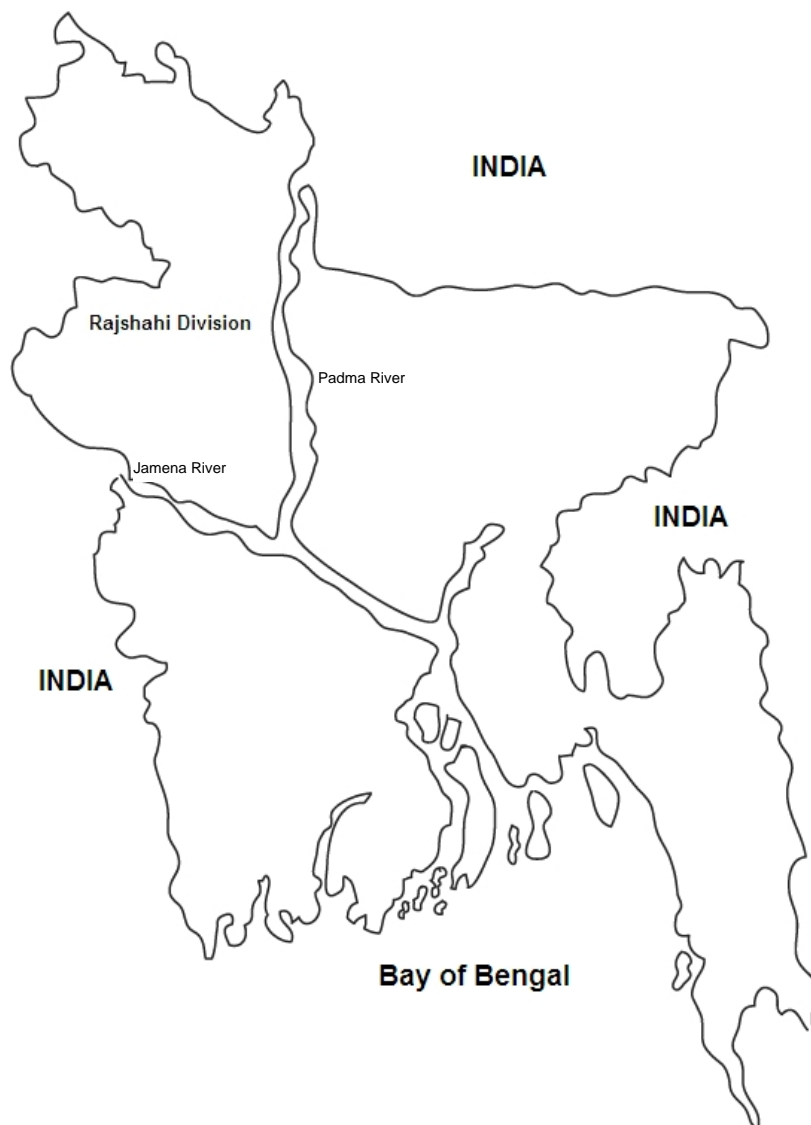 INDIA
Rajshahi Division
Padma River
Jamena River
INDIA
INDIA
Bay of Bengal